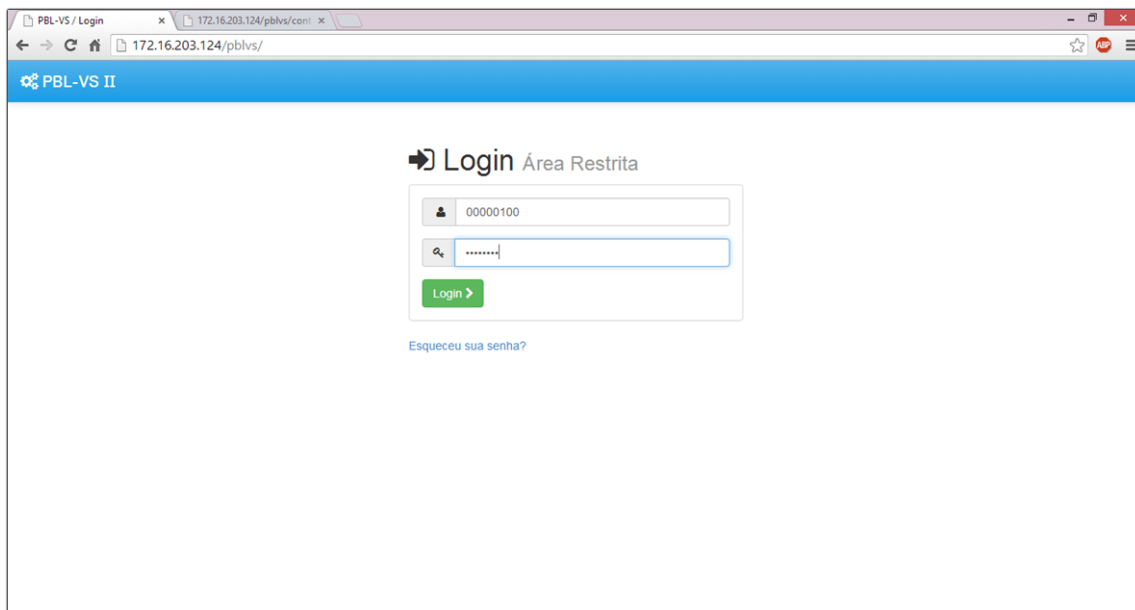 PBL-VS / Login
172.16.203.124/pblvs/cont
172.16.203.124/pblvs/
ABP
PBL-VS II
Login Área Restrita
00000100
••••••••
Login
Esqueceu sua senha?